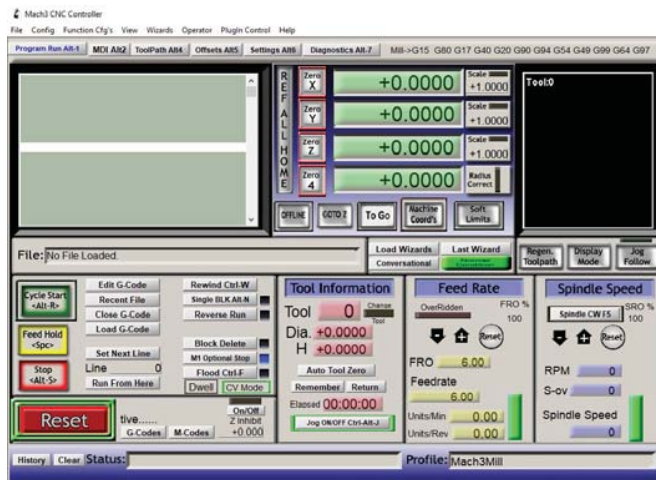 Mach3 CNC Controller
File Config Function Cfg's View Wizards Operator PlugIn Control Help
Program Run Alt-1 MDI Alt2 ToolPath Alt4 Offsets Alt5 Settings Alt6 Diagnostics Alt-7 Mill->G15 G80 G17 G40 G20 G90 G94 G54 G49 G99 G64 G97
REF ALL HOME
Zero X +0.0000 Scale +1.0000
Zero Y +0.0000 Scale +1.0000
Zero Z +0.0000 Scale +1.0000
Zero 4 +0.0000 Radius Correct
Tool:0
OFFLINE GOTO Z To Go Machine Coord's Soft Limits
File: No File Loaded.
Load Wizards Last Wizard
Conversational
Regen. Toolpath Display Mode Jog Follow
Cycle Start <Alt-R>
Feed Hold <Spc>
Stop <Alt-S>
Edit G-Code Rewind Ctrl-W
Recent File Single BLK Alt-N
Close G-Code Reverse Run
Load G-Code
Block Delete
Set Next Line M1 Optional Stop
Line 0 Flood Ctrl-F
Run From Here Dwell CV Mode
Reset
tive......
On/Off
Z Inhibit
G-Codes M-Codes +0.000
Tool Information
Tool 0 Change Tool
Dia. +0.0000
H +0.0000
Auto Tool Zero
Remember Return
Elapsed 00:00:00
Jog ON/OFF Ctrl-Alt-J
Feed Rate
OverRidden FRO %
100
Reset
FRO 6.00
Feedrate
6.00
Units/Min 0.00
Units/Rev 0.00
Spindle Speed
Spindle CW F5 SRO %
100
Reset
RPM 0
S-ov 0
Spindle Speed
0
History Clear Status: Profile: Mach3Mill